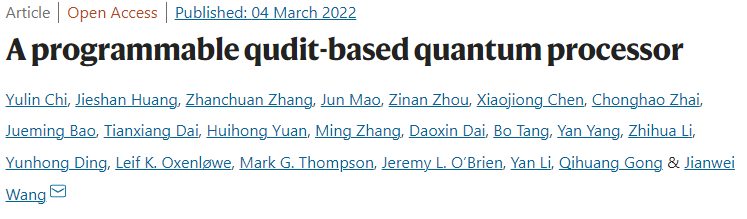 Article | Open Access | Published: 04 March 2022
A programmable qudit-based quantum processor
Yulin Chi, Jieshan Huang, Zhanchuan Zhang, Jun Mao, Zinan Zhou, Xiaojiong Chen, Chonghao Zhai,
Jueming Bao, Tianxiang Dai, Huihong Yuan, Ming Zhang, Daoxin Dai, Bo Tang, Yan Yang, Zhihua Li,
Yunhong Ding, Leif K. Oxenløwe, Mark G. Thompson, Jeremy L. O’Brien, Yan Li, Qihuang Gong & Jianwei
Wang